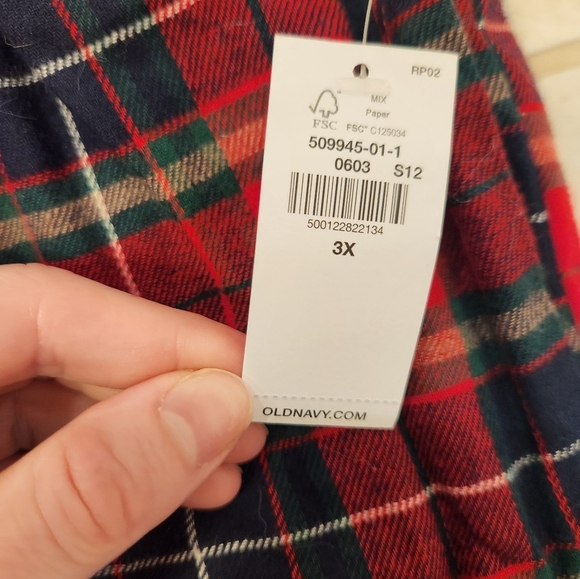 RP02
MIX
Paper
FSC FSC® C125034
509945-01-1
0603 S12
500122822134
3X
OLDNAVY.COM